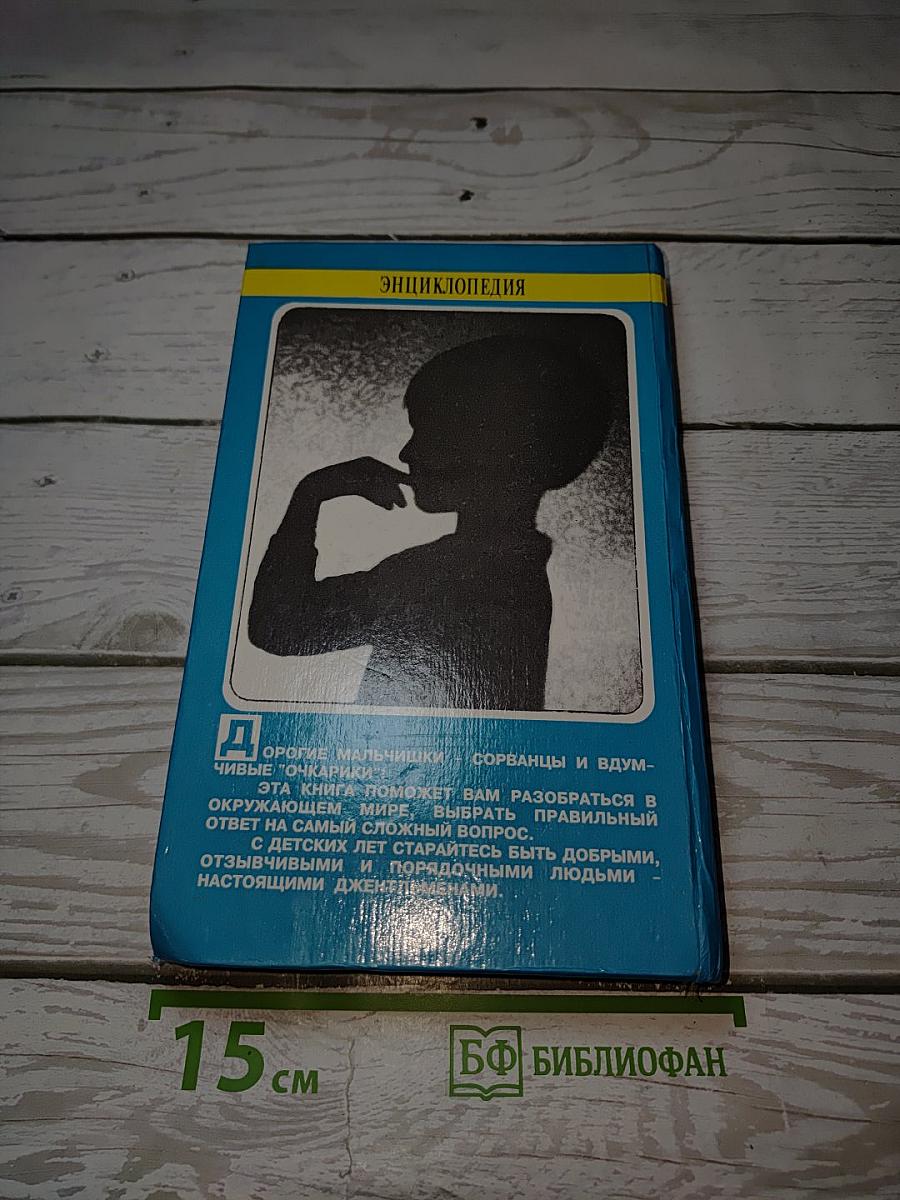 ЭНЦИКЛОПЕДИЯ
ДОРОГИЕ МАЛЬЧИШКИ СОРВАНЦЫ И ВДУМ-
ЧИВЫЕ "ОЧКАРИКИ"!
ЭТА КНИГА ПОМОЖЕТ ВАМ РАЗОБРАТЬСЯ В
ОКРУЖАЮЩЕМ МИРЕ, ВЫБРАТЬ ПРАВИЛЬНЫЙ
ОТВЕТ НА САМЫЙ СЛОЖНЫЙ ВОПРОС.
С ДЕТСКИХ ЛЕТ СТАРАЙТЕСЬ БЫТЬ ДОБРЫМИ,
ОТЗЫВЧИВЫМИ И ПОРЯДОЧНЫМИ ЛЮДЬМИ -
НАСТОЯЩИМИ ДЖЕНТЛЬМЕНАМИ.
15 см
БФ БИБЛИОФАН